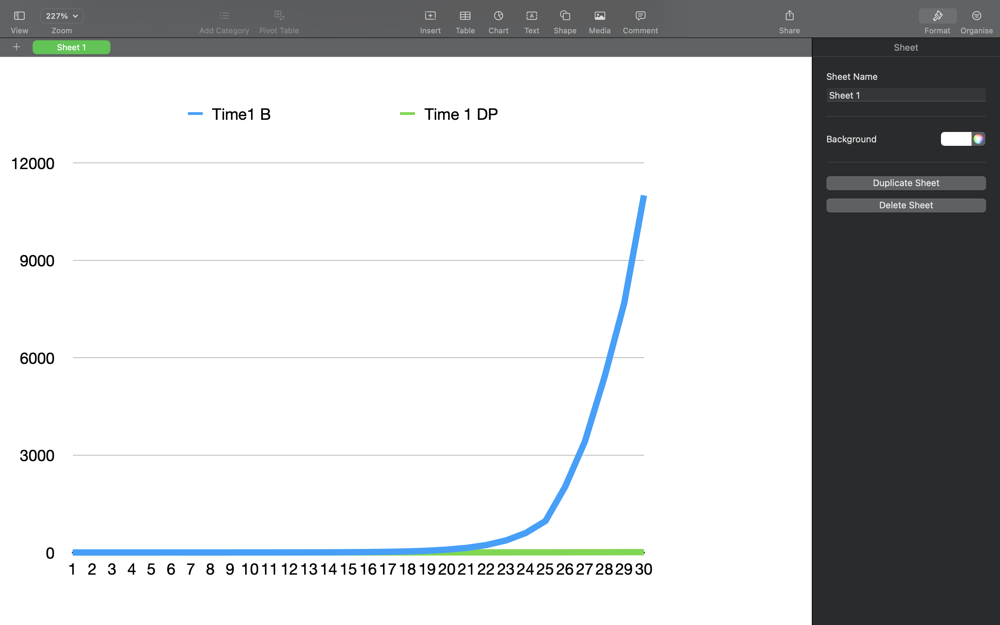 227%
View Zoom Add Category Pivot Table Insert Table Chart Text Shape Media Comment Share Format Organise
Sheet 1
Sheet
Sheet Name
Sheet 1
Background
Duplicate Sheet
Delete Sheet
Time1 B Time 1 DP
12000
9000
6000
3000
0
1 2 3 4 5 6 7 8 9 10 11 12 13 14 15 16 17 18 19 20 21 22 23 24 25 26 27 28 29 30